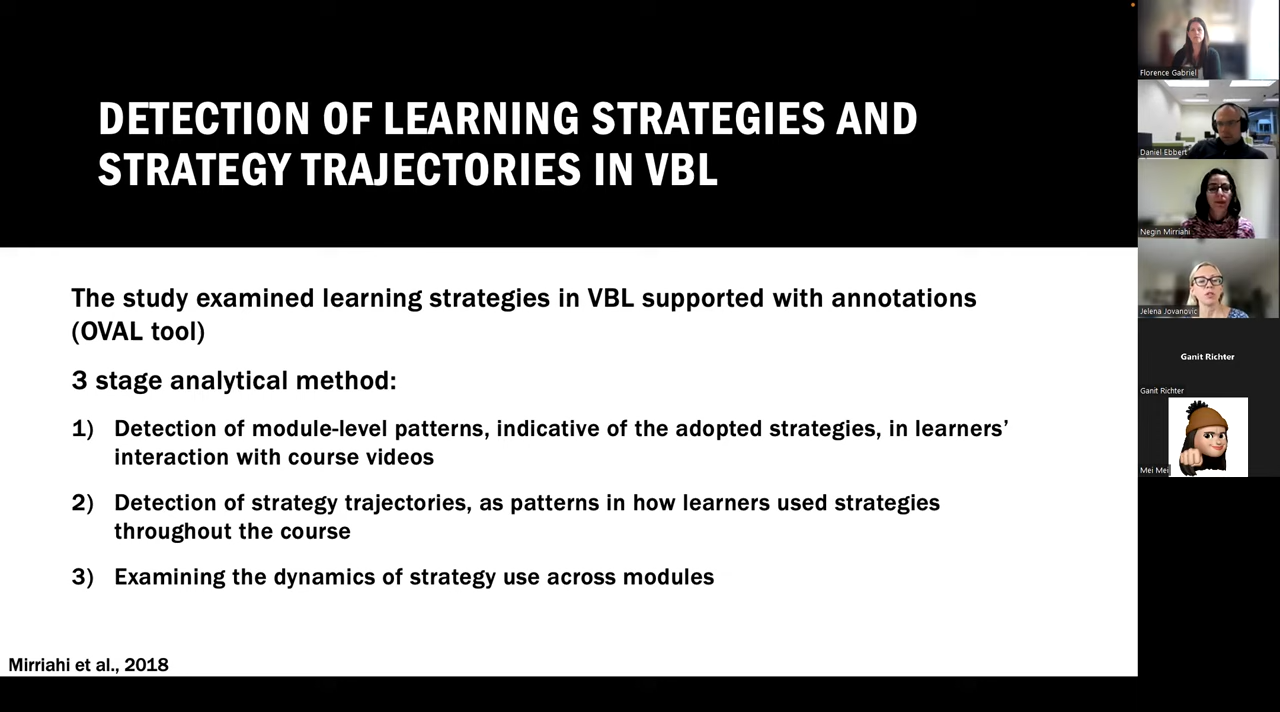 DETECTION OF LEARNING STRATEGIES AND
STRATEGY TRAJECTORIES IN VBL
The study examined learning strategies in VBL supported with annotations
(OVAL tool)
3 stage analytical method:
1) Detection of module-level patterns, indicative of the adopted strategies, in learners’
interaction with course videos
2) Detection of strategy trajectories, as patterns in how learners used strategies
throughout the course
3) Examining the dynamics of strategy use across modules
Mirriahi et al., 2018
Florence Gabriel
Daniel Ebbert
Negin Mirriahi
Jelena Jovanovic
Ganit Richter
Ganit Richter
Mei Mei